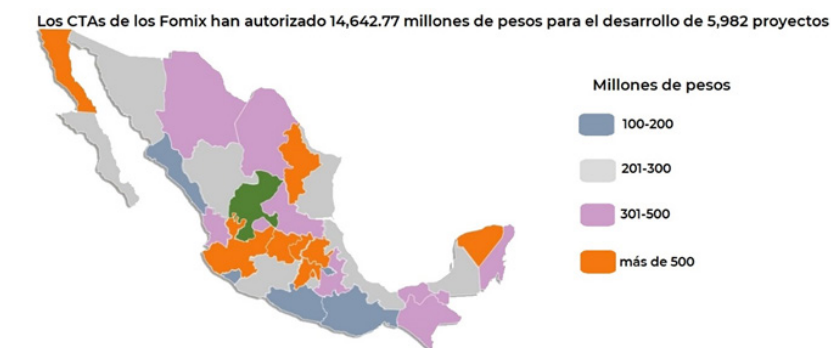 Los CTAs de los Fomix han autorizado 14,642.77 millones de pesos para el desarrollo de 5,982 proyectos
Millones de pesos
100-200
201-300
301-500
más de 500